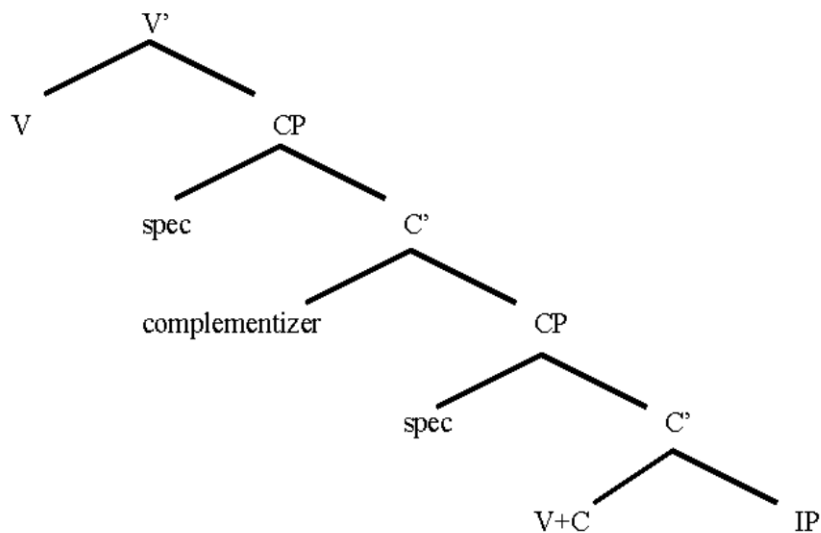 V’
V CP
spec C’
complementizer CP
spec C’
V+C IP